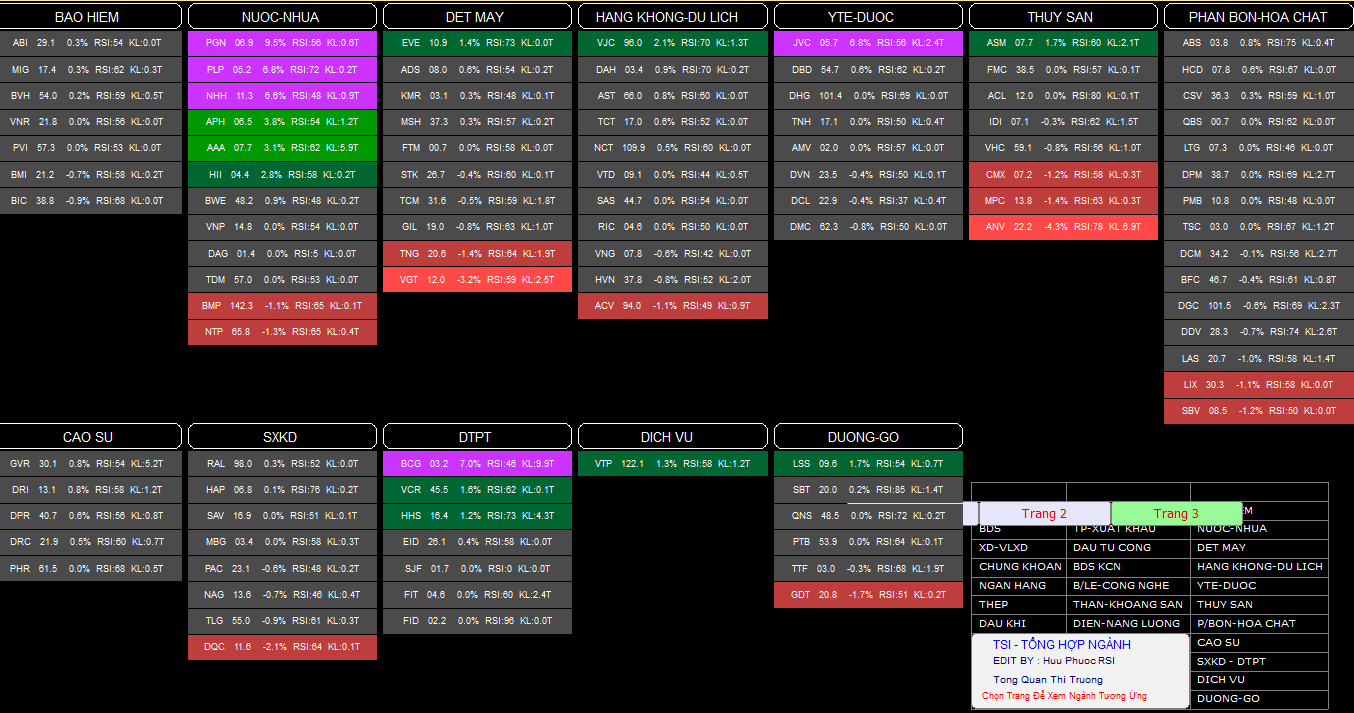 BAO HIEM
ABI 29.1 0.3% RSI:54 KL:0.0T
MIG 17.4 0.3% RSI:62 KL:0.3T
BVH 54.0 0.2% RSI:59 KL:0.5T
VNR 21.8 0.0% RSI:56 KL:0.0T
PVI 57.3 0.0% RSI:53 KL:0.0T
BMI 21.2 -0.7% RSI:58 KL:0.2T
BIC 38.8 -0.9% RSI:68 KL:0.0T
NUOC-NHUA
PGN 06.9 9.5% RSI:56 KL:0.6T
PLP 05.2 6.8% RSI:72 KL:0.2T
NHH 11.3 6.6% RSI:48 KL:0.9T
APH 06.5 3.8% RSI:54 KL:1.2T
AAA 07.7 3.1% RSI:62 KL:5.9T
HII 04.4 2.8% RSI:58 KL:0.2T
BWE 48.2 0.9% RSI:48 KL:0.2T
VNP 14.8 0.0% RSI:54 KL:0.0T
DAG 01.4 0.0% RSI:5 KL:0.0T
TDM 57.0 0.0% RSI:53 KL:0.0T
BMP 142.3 -1.1% RSI:65 KL:0.1T
NTP 65.8 -1.3% RSI:65 KL:0.4T
DET MAY
EVE 10.9 1.4% RSI:73 KL:0.0T
ADS 08.0 0.6% RSI:54 KL:0.2T
KMR 03.1 0.3% RSI:48 KL:0.1T
MSH 37.3 0.3% RSI:57 KL:0.2T
FTM 00.7 0.0% RSI:58 KL:0.0T
STK 26.7 -0.4% RSI:60 KL:0.1T
TCM 31.6 -0.5% RSI:59 KL:1.8T
GIL 19.0 -0.8% RSI:63 KL:1.0T
TNG 20.6 -1.4% RSI:64 KL:1.9T
VGT 12.0 -3.2% RSI:59 KL:2.5T
HANG KHONG-DU LICH
VJC 96.0 2.1% RSI:70 KL:1.3T
DAH 03.4 0.9% RSI:70 KL:0.2T
AST 66.0 0.8% RSI:60 KL:0.0T
TCT 17.0 0.6% RSI:52 KL:0.0T
NCT 109.9 0.5% RSI:60 KL:0.0T
VTD 09.1 0.0% RSI:44 KL:0.5T
SAS 44.7 0.0% RSI:54 KL:0.0T
RIC 04.6 0.0% RSI:50 KL:0.0T
VNG 07.8 -0.6% RSI:42 KL:0.0T
HVN 37.8 -0.8% RSI:52 KL:2.0T
ACV 94.0 -1.1% RSI:49 KL:0.9T
YTE-DUOC
JVC 05.7 6.8% RSI:56 KL:2.4T
DBD 54.7 0.6% RSI:62 KL:0.2T
DHG 101.4 0.0% RSI:69 KL:0.0T
TNH 17.1 0.0% RSI:50 KL:0.4T
AMV 02.0 0.0% RSI:57 KL:0.0T
DVN 23.5 -0.4% RSI:50 KL:0.1T
DCL 22.9 -0.4% RSI:37 KL:0.4T
DMC 62.3 -0.8% RSI:50 KL:0.0T
THUY SAN
ASM 07.7 1.7% RSI:60 KL:2.1T
FMC 38.5 0.0% RSI:57 KL:0.1T
ACL 12.0 0.0% RSI:80 KL:0.1T
IDI 07.1 -0.3% RSI:62 KL:1.5T
VHC 59.1 -0.8% RSI:56 KL:1.0T
CMX 07.2 -1.2% RSI:58 KL:0.3T
MPC 13.8 -1.4% RSI:63 KL:0.3T
ANV 22.2 -4.3% RSI:78 KL:6.9T
PHAN BON-HOA CHAT
ABS 03.8 0.8% RSI:75 KL:0.4T
HCD 07.8 0.6% RSI:67 KL:0.0T
CSV 36.3 0.3% RSI:59 KL:1.0T
QBS 00.7 0.0% RSI:62 KL:0.0T
LTG 07.3 0.0% RSI:46 KL:0.0T
DPM 38.7 0.0% RSI:69 KL:2.7T
PMB 10.8 0.0% RSI:48 KL:0.0T
TSC 03.0 0.0% RSI:67 KL:1.2T
DCM 34.2 -0.1% RSI:56 KL:2.7T
BFC 46.7 -0.4% RSI:61 KL:0.8T
DGC 101.5 -0.6% RSI:69 KL:2.3T
DDV 28.3 -0.7% RSI:74 KL:2.6T
LAS 20.7 -1.0% RSI:58 KL:1.4T
LIX 30.3 -1.1% RSI:58 KL:0.0T
SBV 08.5 -1.2% RSI:50 KL:0.0T
CAO SU
GVR 30.1 0.8% RSI:54 KL:5.2T
DRI 13.1 0.8% RSI:58 KL:1.2T
DPR 40.7 0.6% RSI:56 KL:0.8T
DRC 21.9 0.5% RSI:60 KL:0.7T
PHR 61.5 0.0% RSI:68 KL:0.5T
SXKD
RAL 98.0 0.3% RSI:52 KL:0.0T
HAP 06.8 0.1% RSI:76 KL:0.2T
SAV 16.9 0.0% RSI:51 KL:0.1T
MBG 03.4 0.0% RSI:58 KL:0.3T
PAC 23.1 -0.6% RSI:48 KL:0.2T
NAG 13.6 -0.7% RSI:46 KL:0.4T
TLG 55.0 -0.9% RSI:61 KL:0.3T
DQC 11.6 -2.1% RSI:64 KL:0.1T
DTPT
BCG 03.2 7.0% RSI:46 KL:9.9T
VCR 45.5 1.6% RSI:62 KL:0.1T
HHS 16.4 1.2% RSI:73 KL:4.3T
EID 26.1 0.4% RSI:58 KL:0.0T
SJF 01.7 0.0% RSI:0 KL:0.0T
FIT 04.6 0.0% RSI:60 KL:2.4T
FID 02.2 0.0% RSI:96 KL:0.0T
DICH VU
VTP 122.1 1.3% RSI:58 KL:1.2T
DUONG-GO
LSS 09.6 1.7% RSI:54 KL:0.7T
SBT 20.0 0.2% RSI:85 KL:1.4T
QNS 48.5 0.0% RSI:72 KL:0.2T
PTB 53.9 0.0% RSI:64 KL:0.1T
TTF 03.0 -0.3% RSI:68 KL:1.9T
GDT 20.8 -1.7% RSI:51 KL:0.2T
Trang 2 Trang 3 EM
BDS TP-XUAT KHAU NUOC-NHUA
XD-VLXD DAU TU CONG DET MAY
CHUNG KHOAN BDS KCN HANG KHONG-DU LICH
NGAN HANG B/LE-CONG NGHE YTE-DUOC
THEP THAN-KHOANG SAN THUY SAN
DAU KHI DIEN-NANG LUONG P/BON-HOA CHAT
CAO SU
SXKD - DTPT
DICH VU
DUONG-GO
TSI - TỔNG HỢP NGÀNH
EDIT BY : Huu Phuoc RSI
Tong Quan Thi Truong
Chọn Trang Để Xem Ngành Tương Ứng